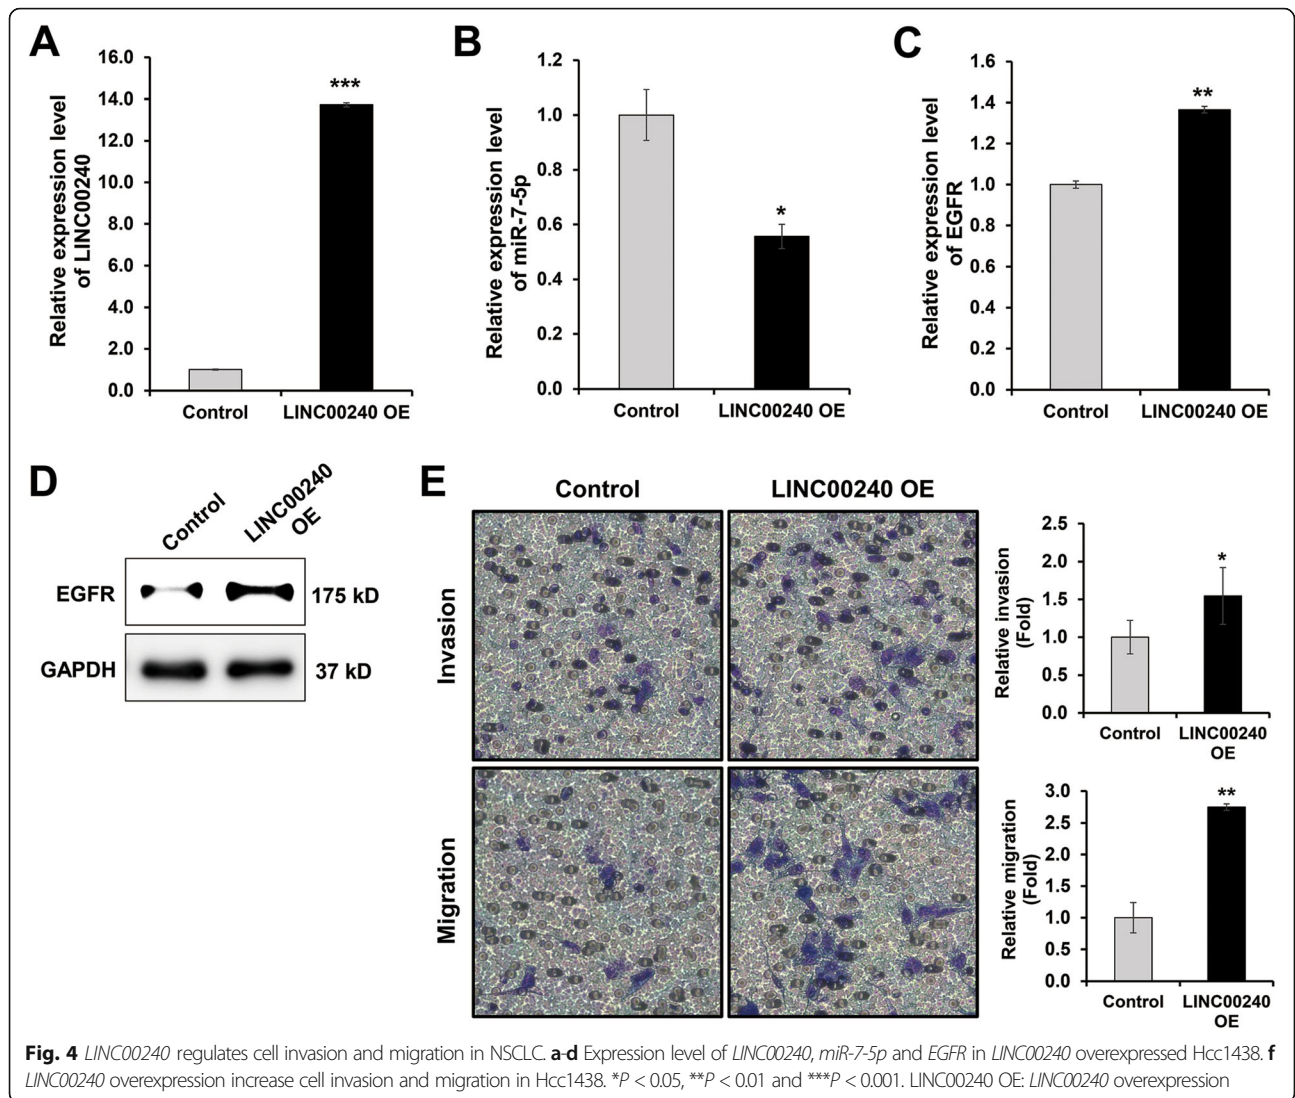 A
Relative expression level
of LINC00240
16.0
14.0
12.0
10.0
8.0
6.0
4.0
2.0
0.0
***
Control
LINC00240 OE
B
Relative expression level
of miR-7-5p
1.2
1.0
0.8
0.6
0.4
0.2
0.0
*
Control
LINC00240 OE
C
Relative expression level
of EGFR
1.6
1.4
1.2
1.0
0.8
0.6
0.4
0.2
0.0
**
Control
LINC00240 OE
D
Control
LINC00240
OE
EGFR
175 kD
GAPDH
37 kD
E
Control
LINC00240 OE
Invasion
Migration
Relative invasion
(Fold)
2.5
2.0
1.5
1.0
0.5
0.0
*
Control
LINC00240
OE
Relative migration
(Fold)
3.0
2.5
2.0
1.5
1.0
0.5
0.0
**
Control
LINC00240
OE
Fig. 4 LINC00240 regulates cell invasion and migration in NSCLC. a-d Expression level of LINC00240, miR-7-5p and EGFR in LINC00240 overexpressed Hcc1438. f
LINC00240 overexpression increase cell invasion and migration in Hcc1438. *P < 0.05, **P < 0.01 and ***P < 0.001. LINC00240 OE: LINC00240 overexpression